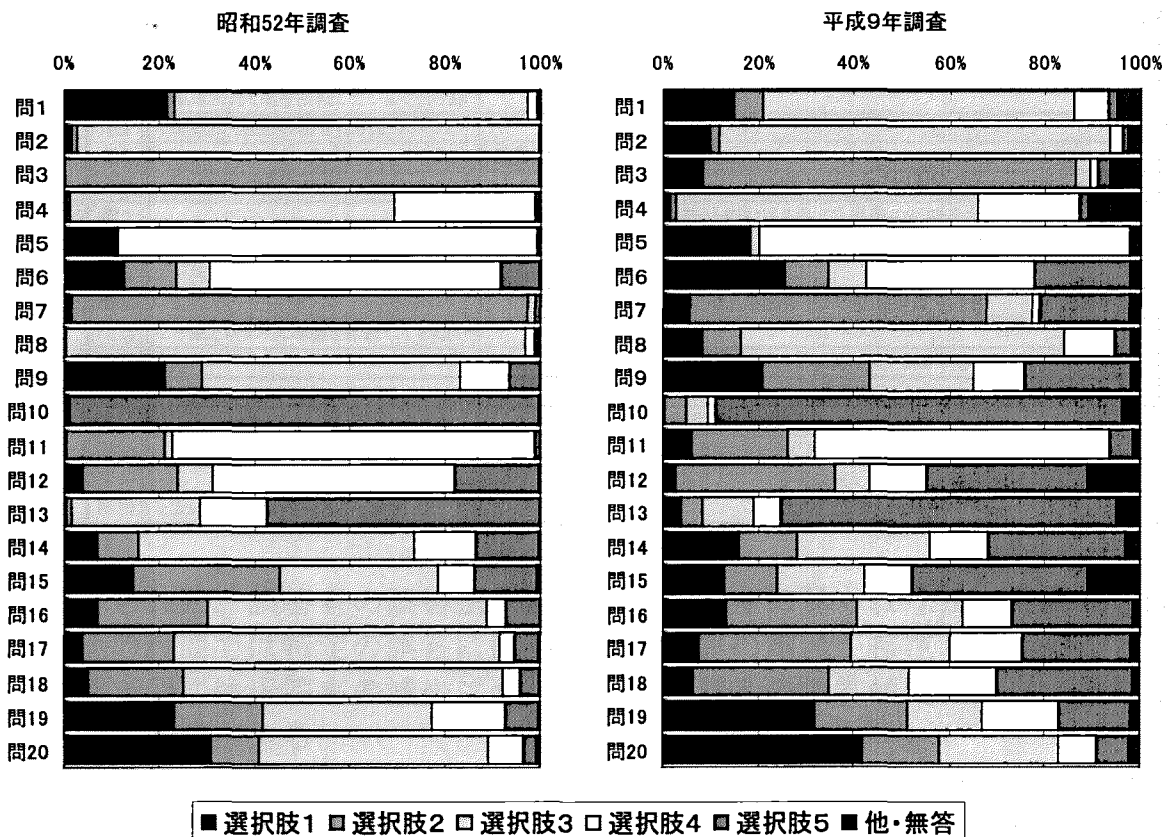 昭和52年調査
0% 20% 40% 60% 80% 100%
問1
問2
問3
問4
問5
問6
問7
問8
問9
問10
問11
問12
問13
問14
問15
問16
問17
問18
問19
問20
平成9年調査
0% 20% 40% 60% 80% 100%
問1
問2
問3
問4
問5
問6
問7
問8
問9
問10
問11
問12
問13
問14
問15
問16
問17
問18
問19
問20
選択肢1 選択肢2 選択肢3 選択肢4 選択肢5 他・無答